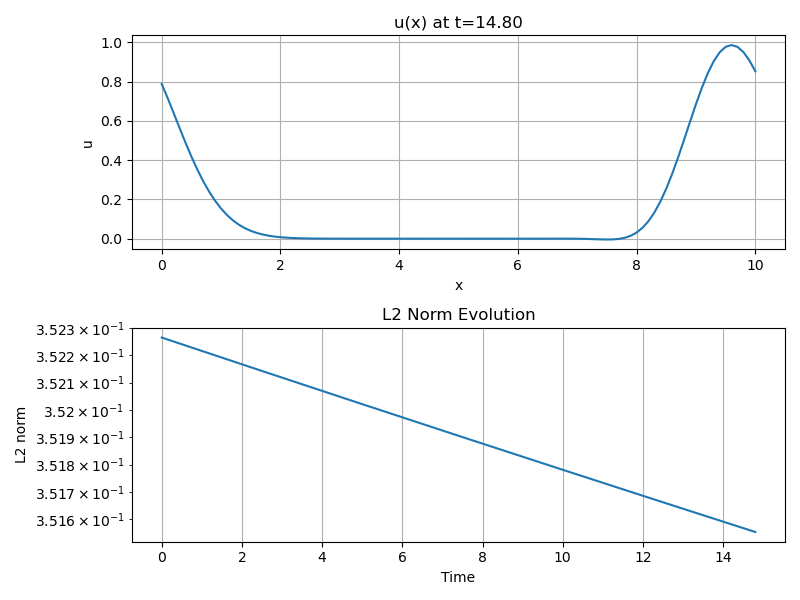 u(x) at t=14.80
1.0
0.8
0.6
0.4
0.2
0.0
u
0 2 4 6 8 10
x
L2 Norm Evolution
3.523 × 10⁻¹
3.522 × 10⁻¹
3.521 × 10⁻¹
3.52 × 10⁻¹
3.519 × 10⁻¹
3.518 × 10⁻¹
3.517 × 10⁻¹
3.516 × 10⁻¹
L2 norm
0 2 4 6 8 10 12 14
Time